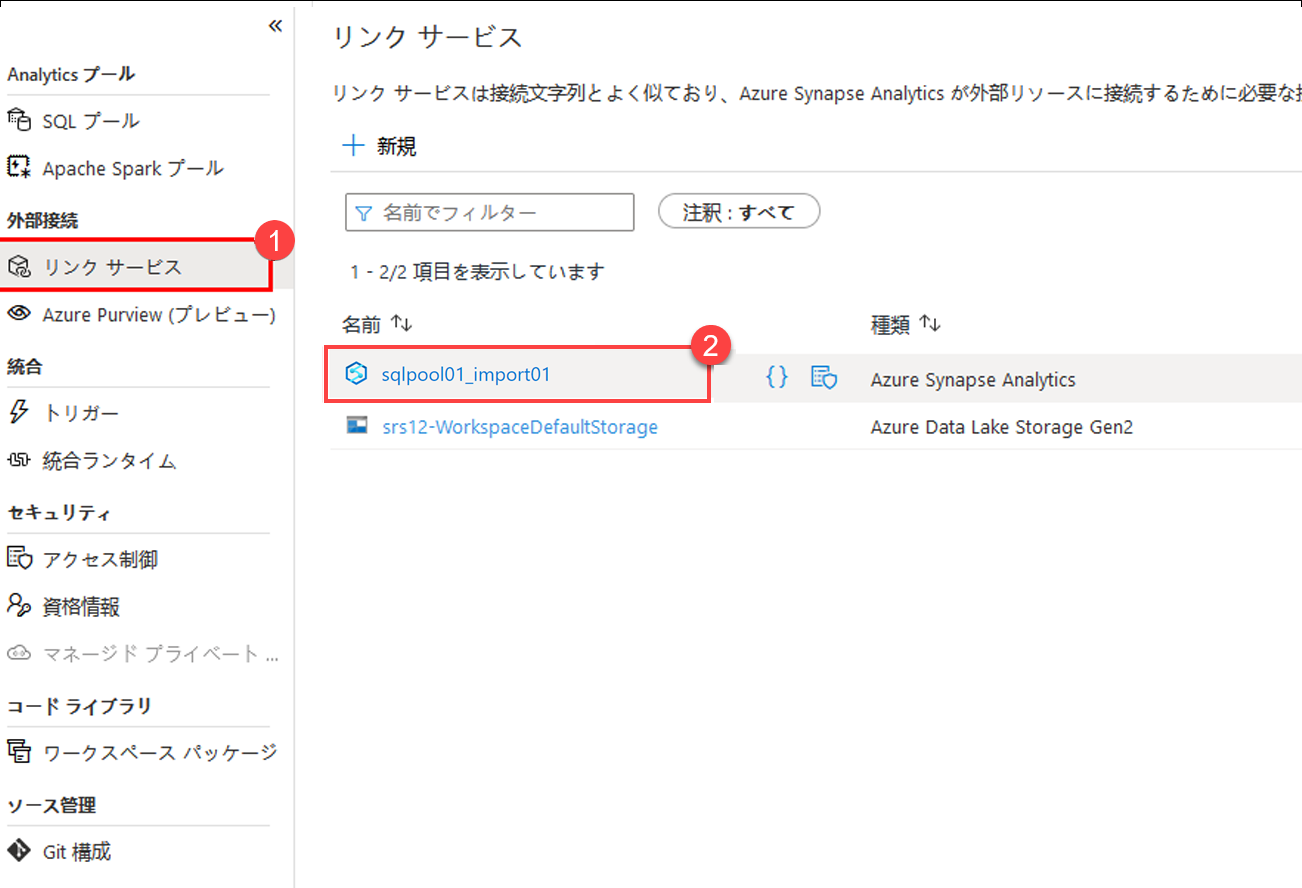 «
Analytics プール
SQL プール
Apache Spark プール
外部接続
1
リンク サービス
Azure Purview (プレビュー)
統合
トリガー
統合ランタイム
セキュリティ
アクセス制御
資格情報
マネージド プライベート ...
コード ライブラリ
ワークスペース パッケージ
ソース管理
Git 構成
リンク サービス
リンク サービスは接続文字列とよく似ており、Azure Synapse Analytics が外部リソースに接続するために必要な
新規
名前でフィルター
注釈 : すべて
1 - 2/2 項目を表示しています
名前 ↑↓ 種類 ↑↓
2
sqlpool01_import01 {} Azure Synapse Analytics
srs12-WorkspaceDefaultStorage Azure Data Lake Storage Gen2